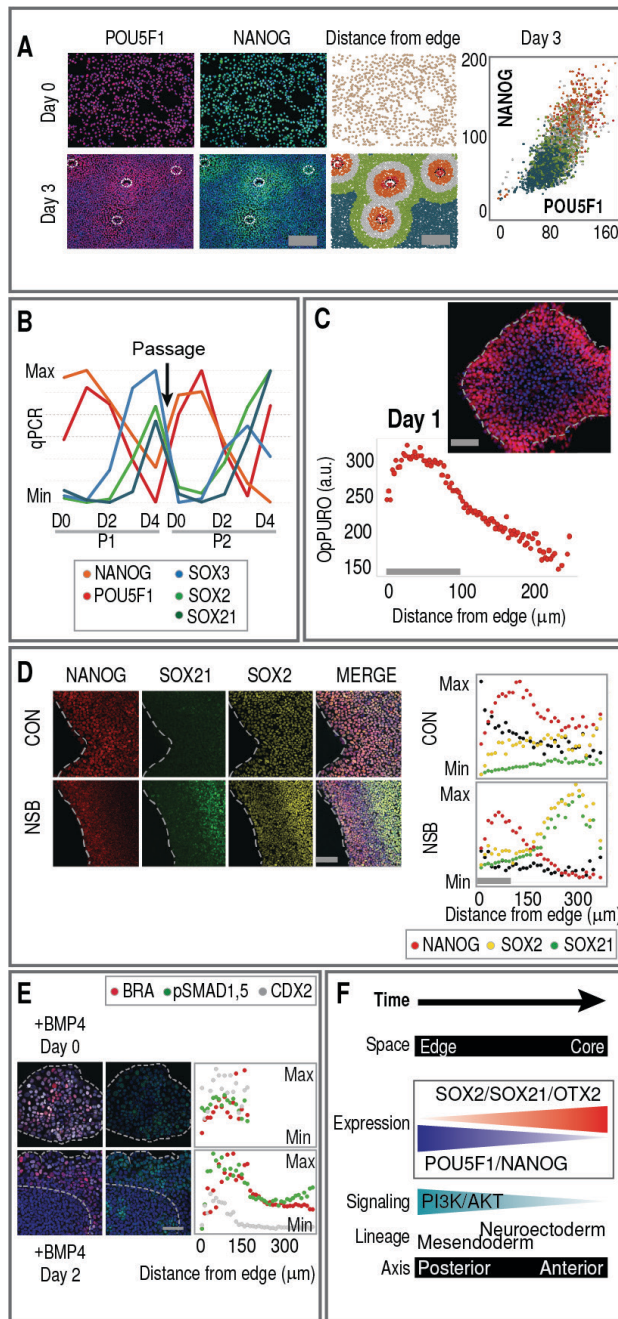 A
POU5F1 NANOG Distance from edge Day 3
Day 0
Day 3
NANOG
200
100
0
POU5F1
0 80 160
B
Passage
Max
qPCR
Min
D0 D2 D4 D0 D2 D4
P1 P2
NANOG SOX3
POU5F1 SOX2
SOX21
C
Day 1
OpPURO (a.u.)
300
250
200
150
0 100 200
Distance from edge (µm)
D
NANOG SOX21 SOX2 MERGE
CON
NSB
Max
CON
Min
Max
NSB
Min
0 150 300
Distance from edge (µm)
NANOG SOX2 SOX21
E
BRA pSMAD1,5 CDX2
+BMP4
Day 0
Max
Min
Max
Min
+BMP4
Day 2
0 150 300
Distance from edge (µm)
F
Time
Space Edge Core
Expression
SOX2/SOX21/OTX2
POU5F1/NANOG
Signaling PI3K/AKT
Lineage Neuroectoderm
Mesendoderm
Axis Posterior Anterior